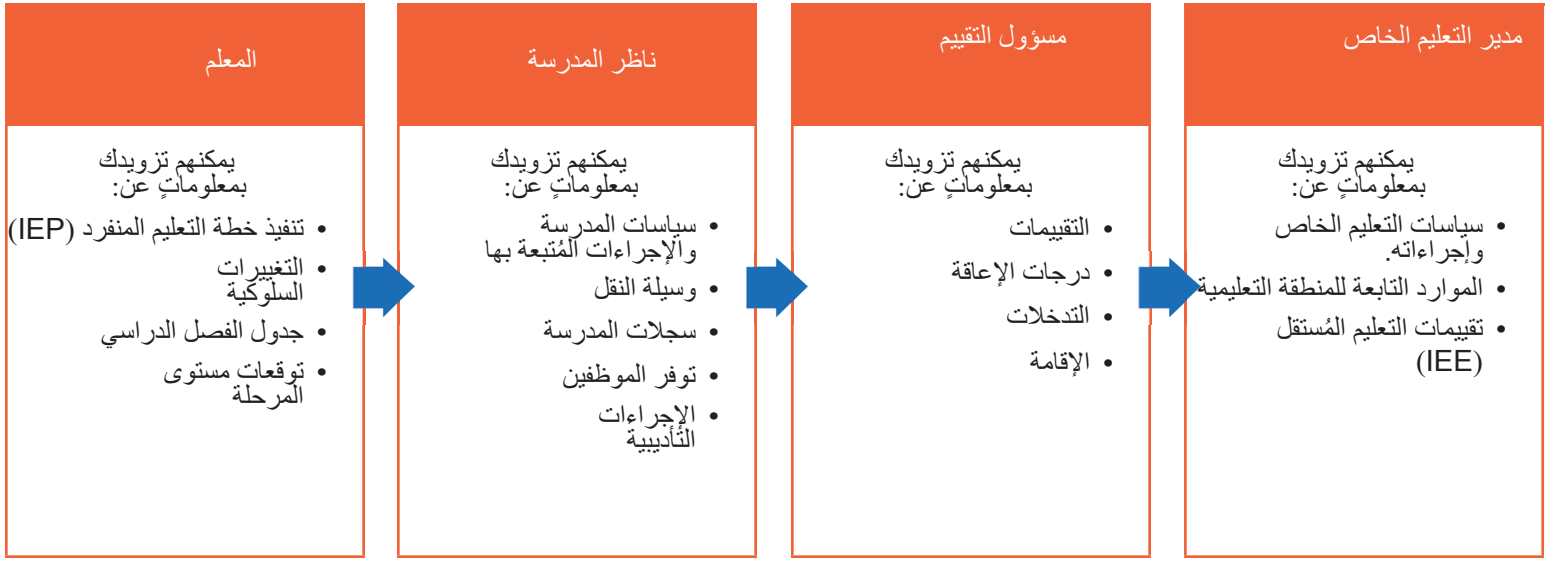 المعلم
يمكنهم تزويدك
بمعلوماتٍ عن:
• تنفيذ خطة التعليم المنفرد (IEP)
• التغييرات
السلوكية
• جدول الفصل الدراسي
• توقعات مستوى
المرحلة
ناظر المدرسة
يمكنهم تزويدك
بمعلوماتٍ عن:
• سياسات المدرسة
والإجراءات المُتبعة بها
• وسيلة النقل
• سجلات المدرسة
• توفر الموظفين
• الإجراءات
التأديبية
مسؤول التقييم
يمكنهم تزويدك
بمعلوماتٍ عن:
• التقييمات
• درجات الإعاقة
• التدخلات
• الإقامة
مدير التعليم الخاص
يمكنهم تزويدك
بمعلوماتٍ عن:
• سياسات التعليم الخاص
وإجراءاته.
• الموارد التابعة للمنطقة التعليمية
• تقييمات التعليم المُستقل
(IEE)